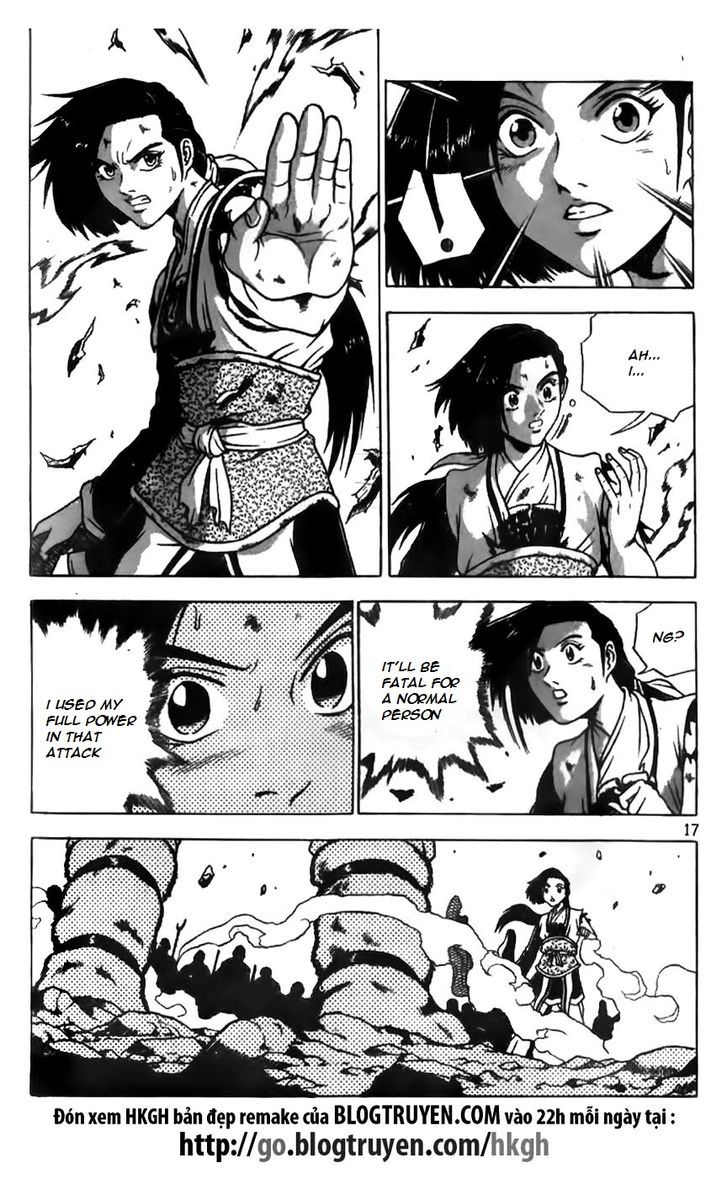 !
AH...
I...
I USED MY
FULL POWER
IN THAT
ATTACK
IT'LL BE
FATAL FOR
A NORMAL
PERSON
NG?
17
Đón xem HKGH bản đẹp remake của BLOGTRUYEN.COM vào 22h mỗi ngày tại :
http://go.blogtruyen.com/hkgh